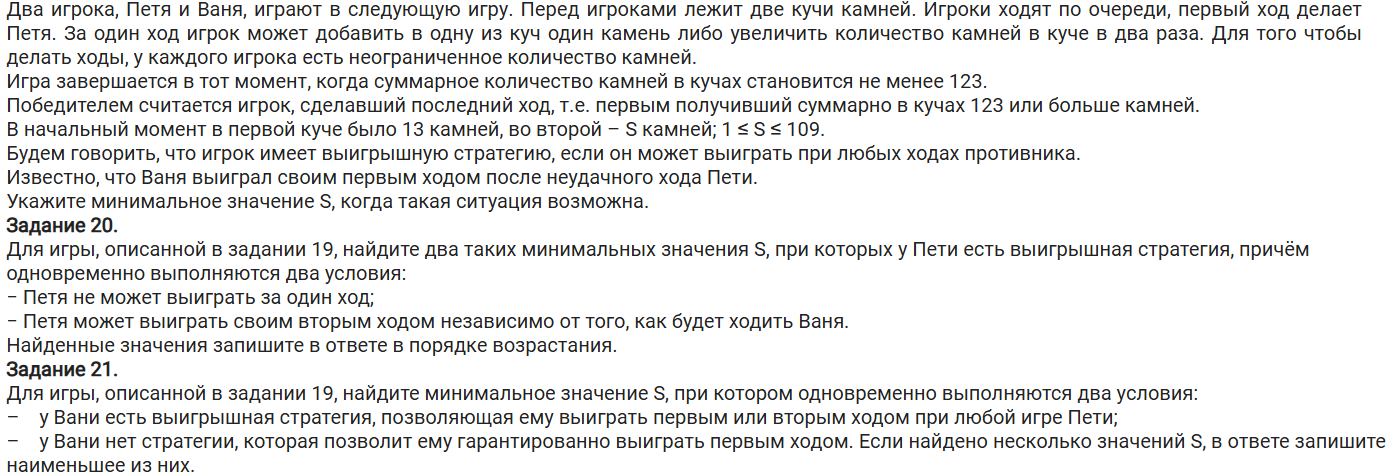 Два игрока, Петя и Ваня, играют в следующую игру. Перед игроками лежит две кучи камней. Игроки ходят по очереди, первый ход делает
Петя. За один ход игрок может добавить в одну из куч один камень либо увеличить количество камней в куче в два раза. Для того чтобы
делать ходы, у каждого игрока есть неограниченное количество камней.
Игра завершается в тот момент, когда суммарное количество камней в кучах становится не менее 123.
Победителем считается игрок, сделавший последний ход, т.е. первым получивший суммарно в кучах 123 или больше камней.
В начальный момент в первой куче было 13 камней, во второй – S камней; 1 ≤ S ≤ 109.
Будем говорить, что игрок имеет выигрышную стратегию, если он может выиграть при любых ходах противника.
Известно, что Ваня выиграл своим первым ходом после неудачного хода Пети.
Укажите минимальное значение S, когда такая ситуация возможна.
Задание 20.
Для игры, описанной в задании 19, найдите два таких минимальных значения S, при которых у Пети есть выигрышная стратегия, причём
одновременно выполняются два условия:
– Петя не может выиграть за один ход;
– Петя может выиграть своим вторым ходом независимо от того, как будет ходить Ваня.
Найденные значения запишите в ответе в порядке возрастания.
Задание 21.
Для игры, описанной в задании 19, найдите минимальное значение S, при котором одновременно выполняются два условия:
– у Вани есть выигрышная стратегия, позволяющая ему выиграть первым или вторым ходом при любой игре Пети;
– у Вани нет стратегии, которая позволит ему гарантированно выиграть первым ходом. Если найдено несколько значений S, в ответе запишите
наименьшее из них.